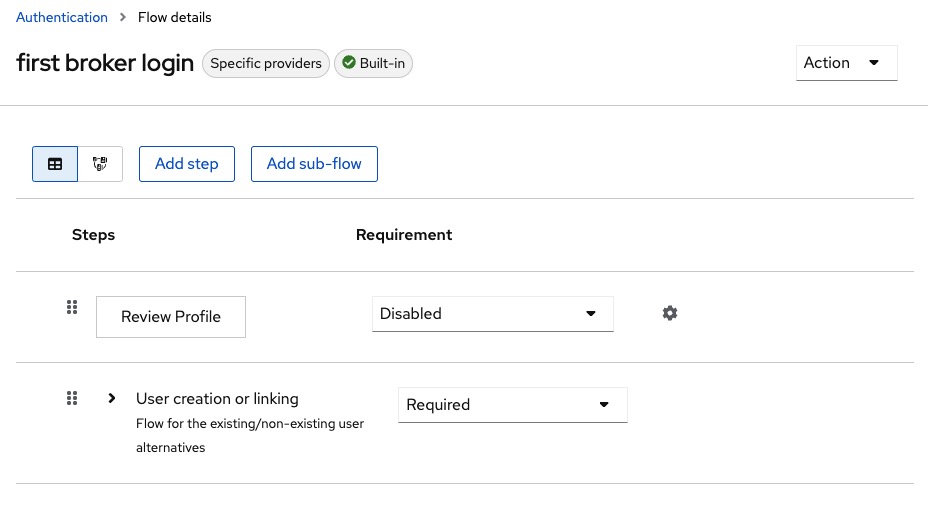 Authentication > Flow details
first broker login Specific providers Built-in Action
Add step Add sub-flow
Steps Requirement
Review Profile Disabled
User creation or linking Required
Flow for the existing/non-existing user
alternatives